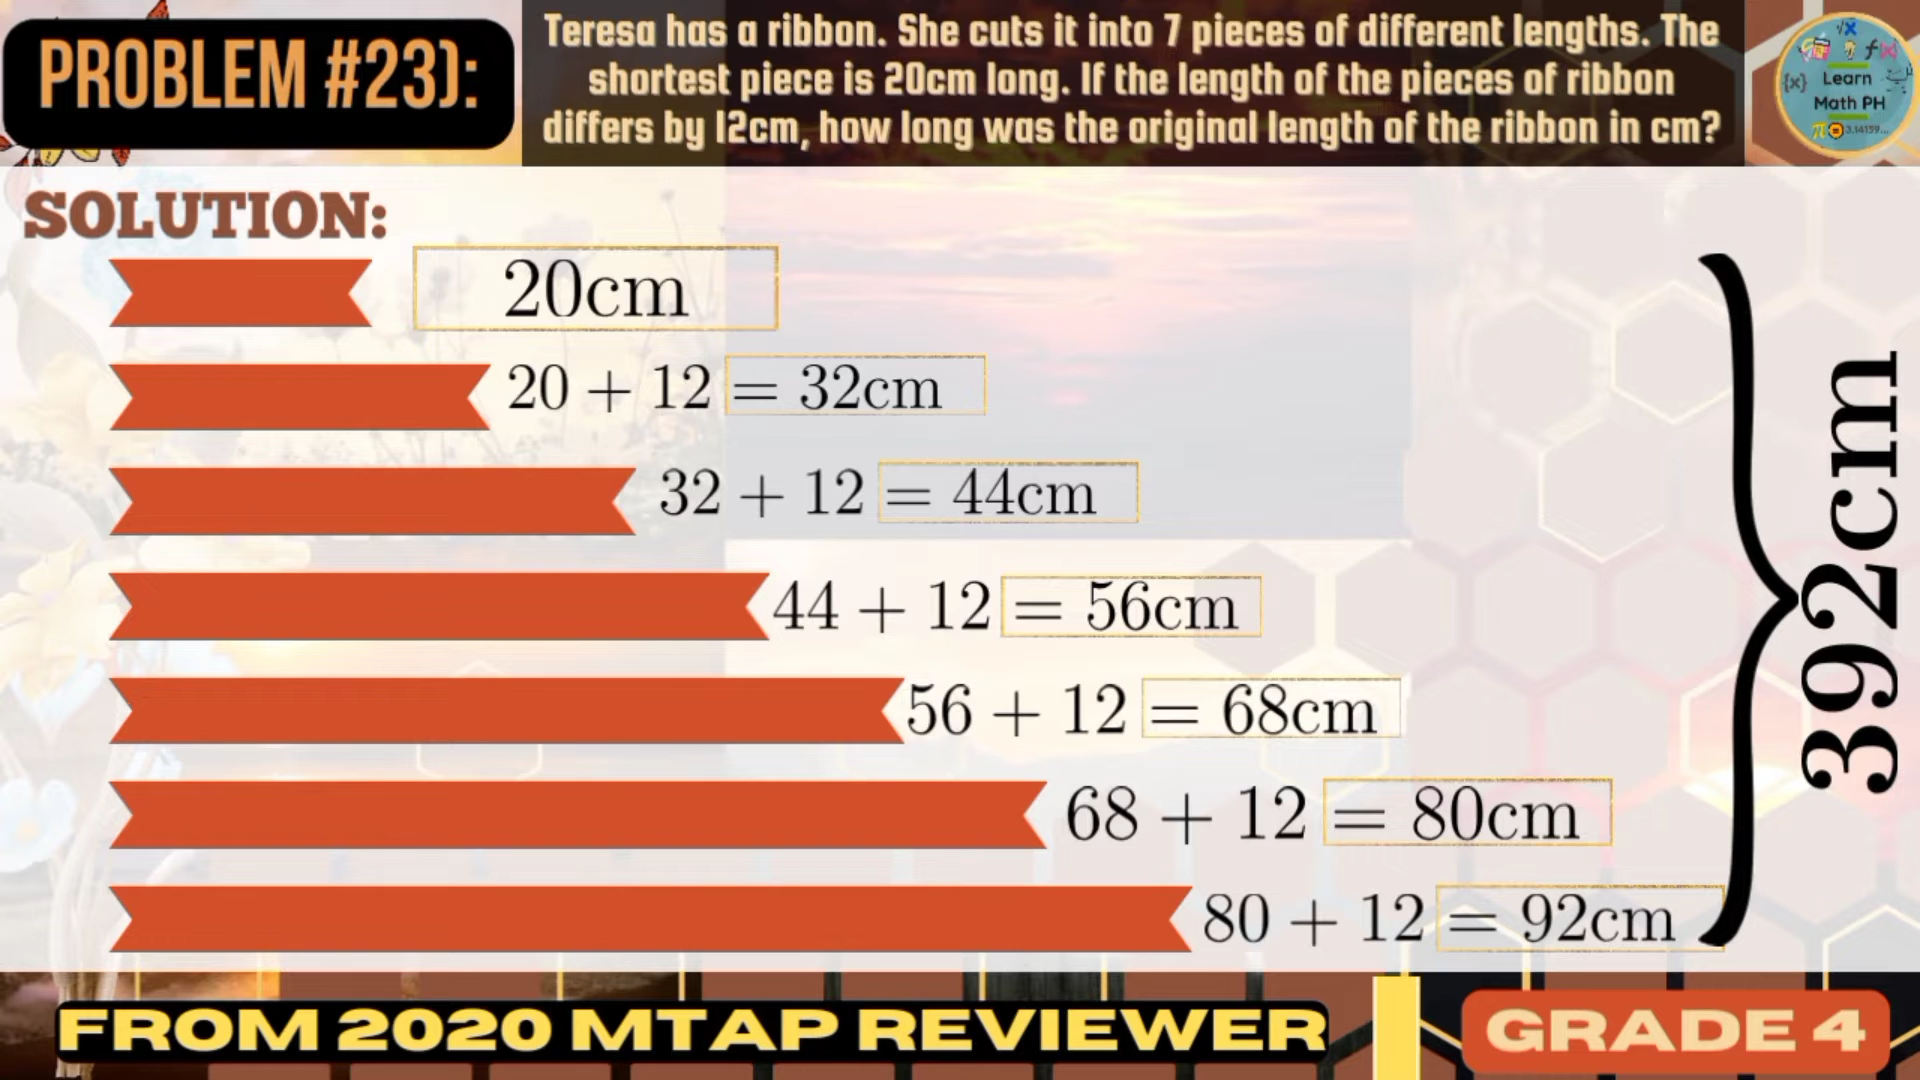 PROBLEM #23):
Teresa has a ribbon. She cuts it into 7 pieces of different lengths. The
shortest piece is 20cm long. If the length of the pieces of ribbon
differs by 12cm, how long was the original length of the ribbon in cm?
Learn
Math PH
3.14159...
SOLUTION:
20cm
20 + 12 = 32cm
32 + 12 = 44cm
44 + 12 = 56cm
56 + 12 = 68cm
68 + 12 = 80cm
80 + 12 = 92cm
392cm
FROM 2020 MTAP REVIEWER
GRADE 4